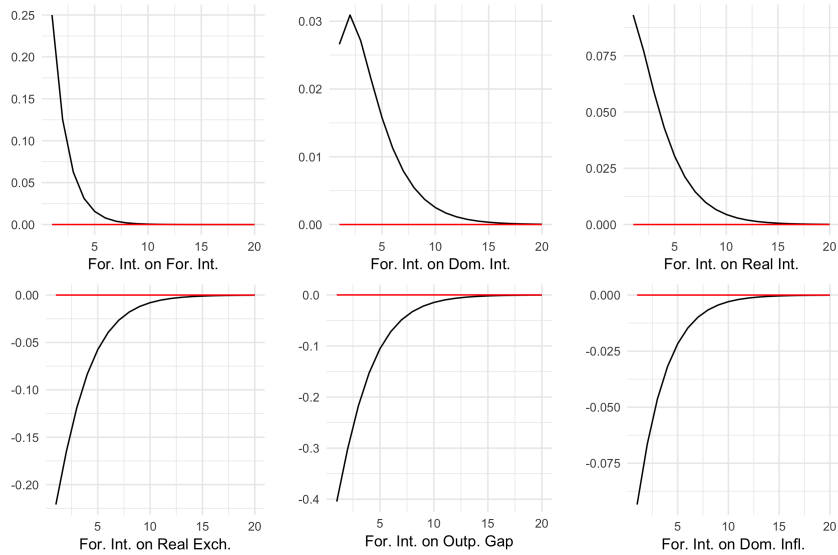 0.25
0.20
0.15
0.10
0.05
0.00
5 10 15 20
For. Int. on For. Int.
0.03
0.02
0.01
0.00
5 10 15 20
For. Int. on Dom. Int.
0.075
0.050
0.025
0.000
5 10 15 20
For. Int. on Real Int.
0.00
-0.05
-0.10
-0.15
-0.20
5 10 15 20
For. Int. on Real Exch.
0.0
-0.1
-0.2
-0.3
-0.4
5 10 15 20
For. Int. on Outp. Gap
0.000
-0.025
-0.050
-0.075
5 10 15 20
For. Int. on Dom. Infl.